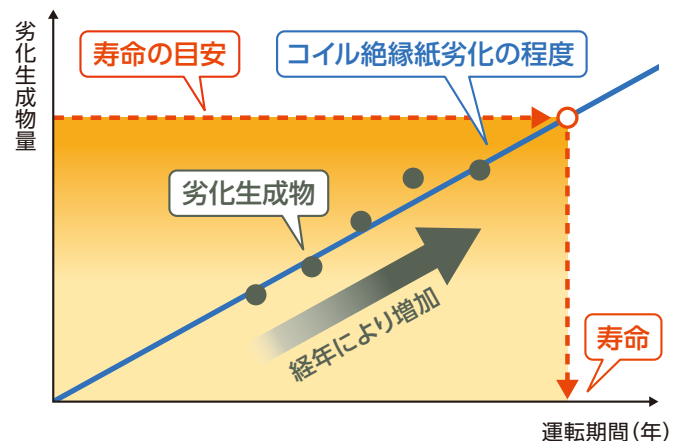 劣化生成物量
寿命の目安
コイル絶縁紙劣化の程度
劣化生成物
経年により増加
寿命
運転期間(年)